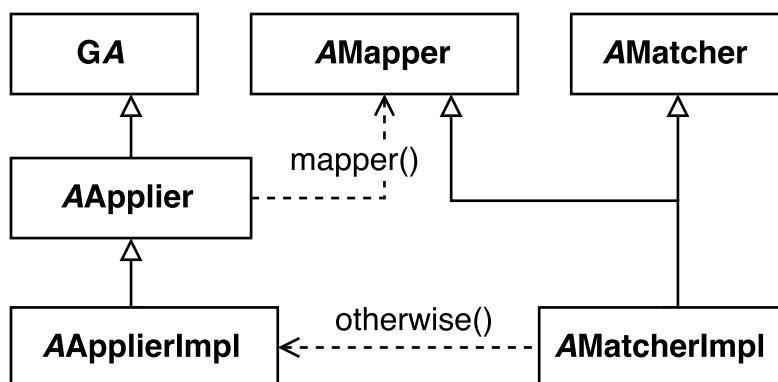 GA
AMapper
AMatcher
mapper()
AApplier
otherwise()
AApplierImpl
AMatcherImpl